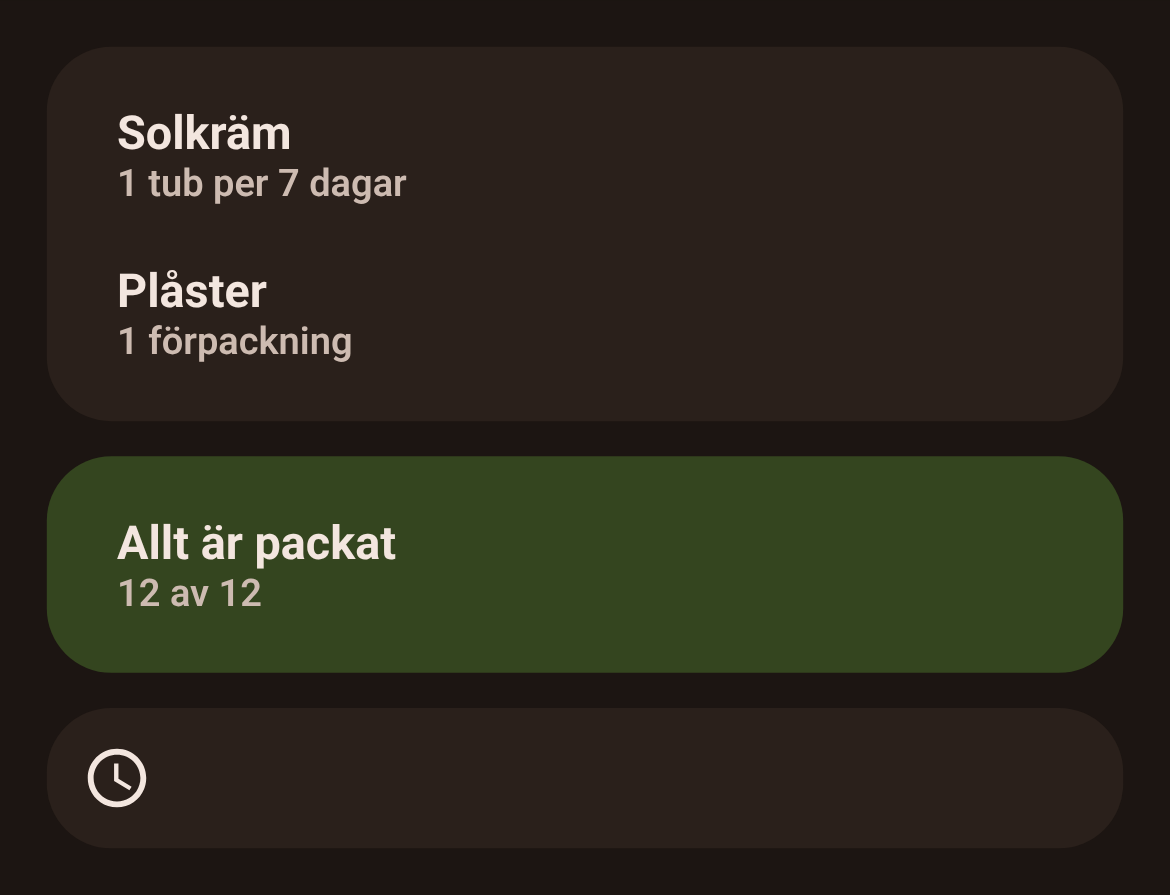 Solkräm
1 tub per 7 dagar
Plåster
1 förpackning
Allt är packat
12 av 12